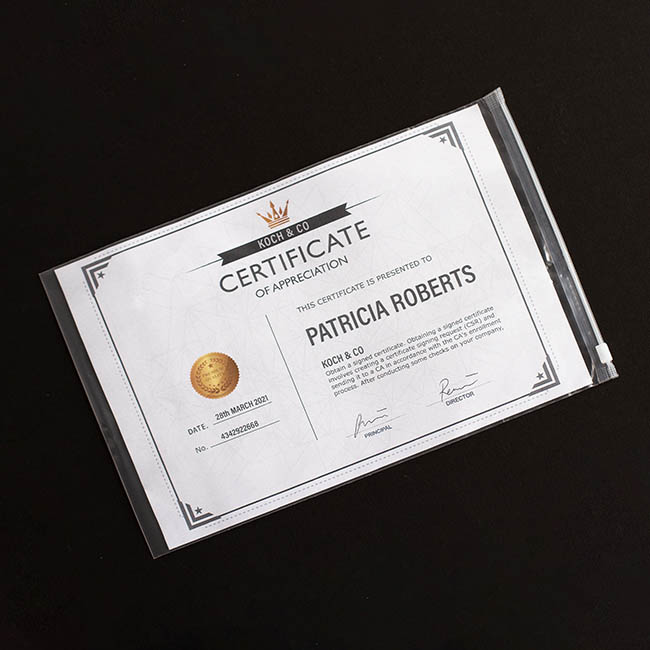 KOCH & CO
CERTIFICATE
OF APPRECIATION
DATE. 28th MARCH 2021
No. 4342922668
THIS CERTIFICATE IS PRESENTED TO
PATRICIA ROBERTS
KOCH & CO
Obtain a signed certificate. Obtaining a signed certificate
involves creating a certificate signing request (CSR) and
sending it to a CA in accordance with the CA's enrollment
process. After conducting some checks on your company,
PRINCIPAL
DIRECTOR